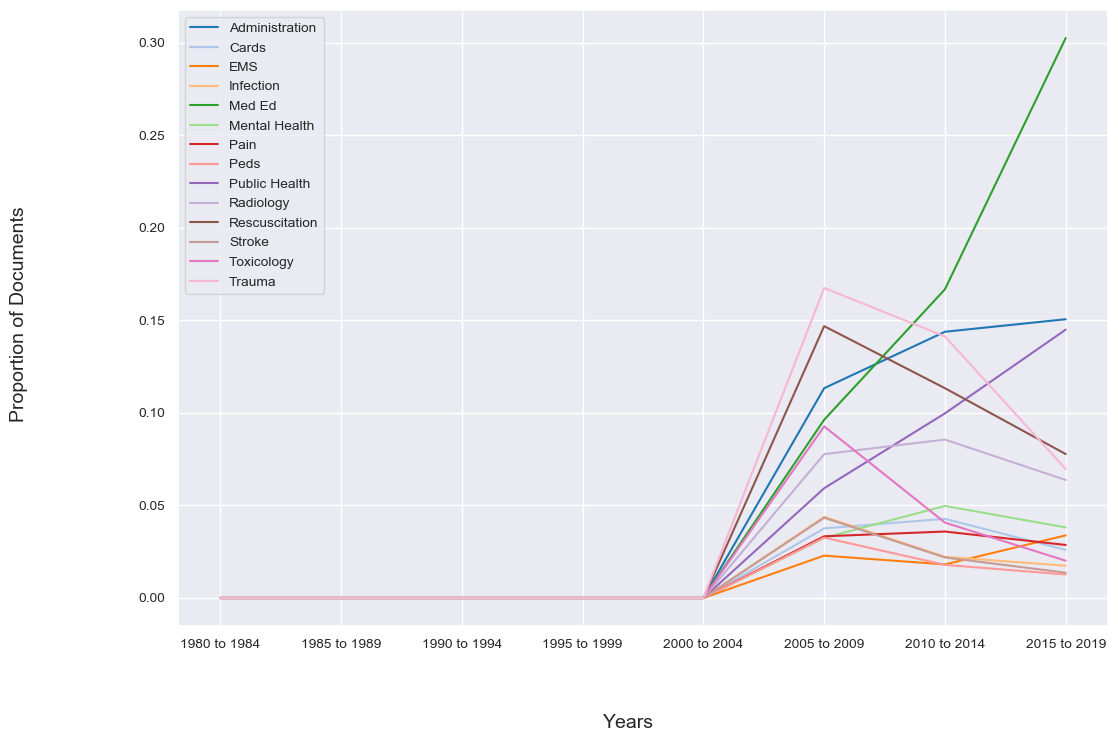 Administration
Cards
EMS
Infection
Med Ed
Mental Health
Pain
Peds
Public Health
Radiology
Rescuscitation
Stroke
Toxicology
Trauma
0.30
0.25
0.20
0.15
0.10
0.05
0.00
Proportion of Documents
1980 to 1984 1985 to 1989 1990 to 1994 1995 to 1999 2000 to 2004 2005 to 2009 2010 to 2014 2015 to 2019
Years